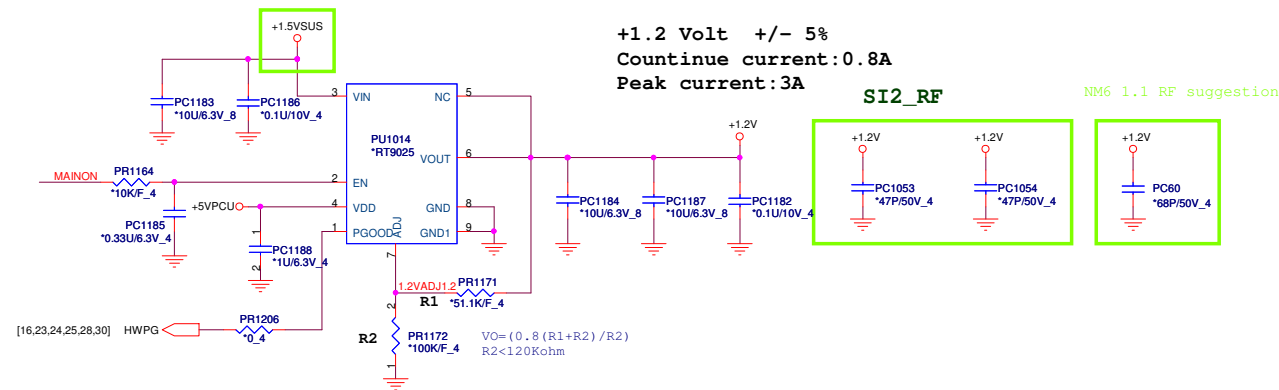 +1.5VSUS
+1.2 Volt +/- 5%
Countinue current:0.8A
Peak current:3A
SI2_RF
NM6 1.1 RF suggestion
PC1183
*10U/6.3V_8
PC1186
*0.1U/10V_4
3
VIN
NC
5
PU1014
*RT9025
+1.2V
+1.2V
+1.2V
+1.2V
VOUT
6
MAINON
PR1164
*10K/F_4
2
EN
PC1184
*10U/6.3V_8
PC1187
*10U/6.3V_8
PC1182
*0.1U/10V_4
PC1053
*47P/50V_4
PC1054
*47P/50V_4
PC60
*68P/50V_4
+5VPCU
4
VDD
GND
8
PC1185
*0.33U/6.3V_4
1
PGOOD
ADJ
GND1
9
1
PC1188
*1U/6.3V_4
2
7
1.2VADJ1.2
PR1171
*51.1K/F_4
R1
2
[16,23,24,25,28,30]
HWPG
PR1206
*0_4
R2
PR1172
*100K/F_4
1
VO=(0.8(R1+R2)/R2)
R2<120Kohm